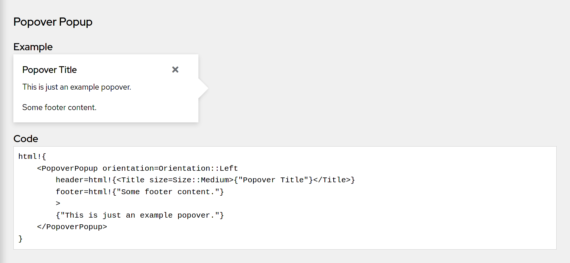 Popover Popup
Example
Popover Title
This is just an example popover.
Some footer content.
Code
html!{
    <PopoverPopup orientation=Orientation::Left
        header=html!{<Title size=Size::Medium>{"Popover Title"}</Title>}
        footer=html!{"Some footer content."}
        >
        {"This is just an example popover."}
    </PopoverPopup>
}